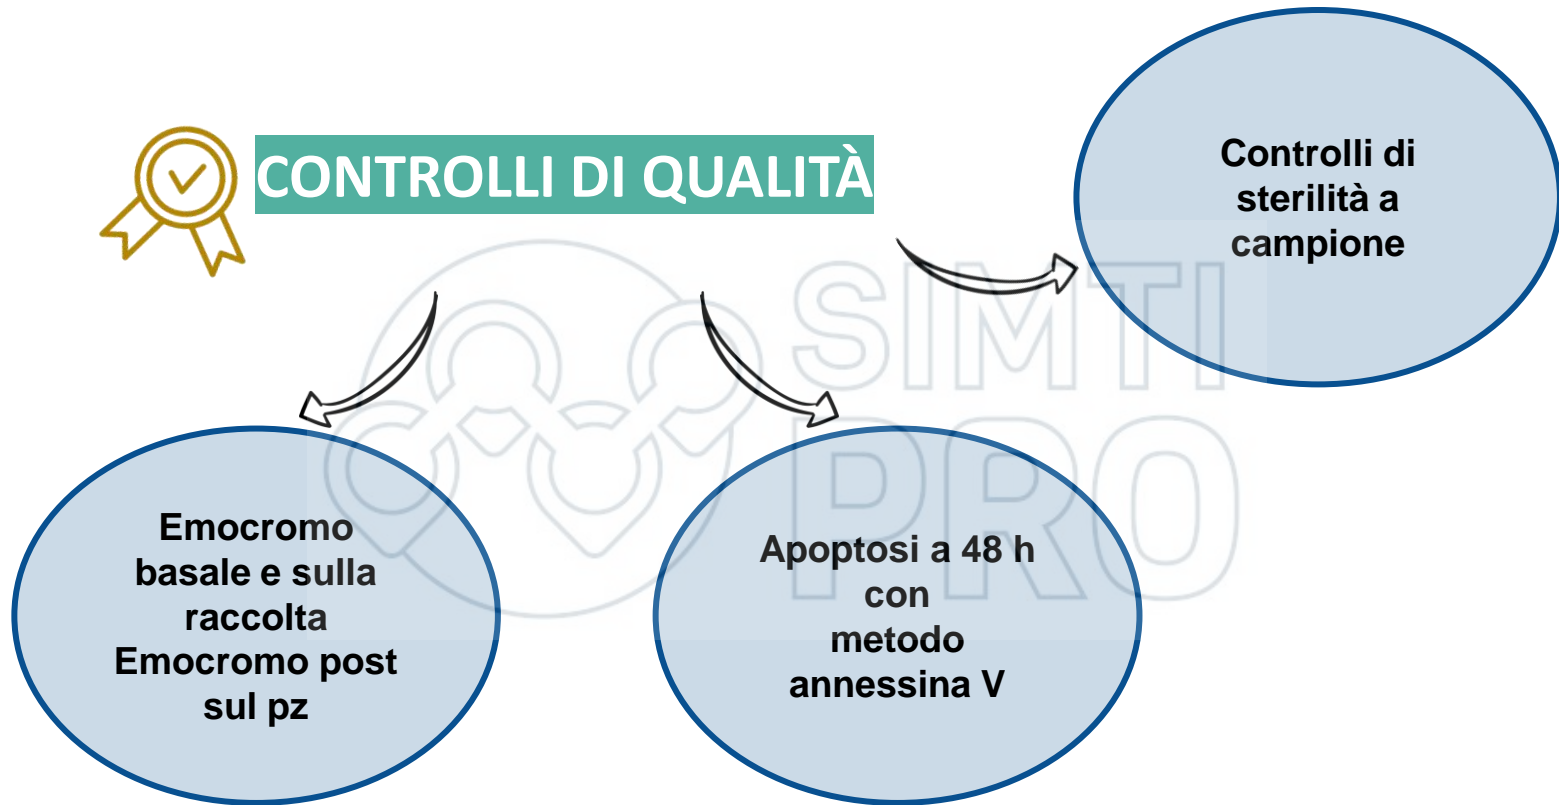 CONTROLLI DI QUALITÀ
Controlli di
sterilità a
campione
Emocromo
basale e sulla
raccolta
Emocromo post
sul pz
Apoptosi a 48 h
con
metodo
annessina V
SIMTI
PRO